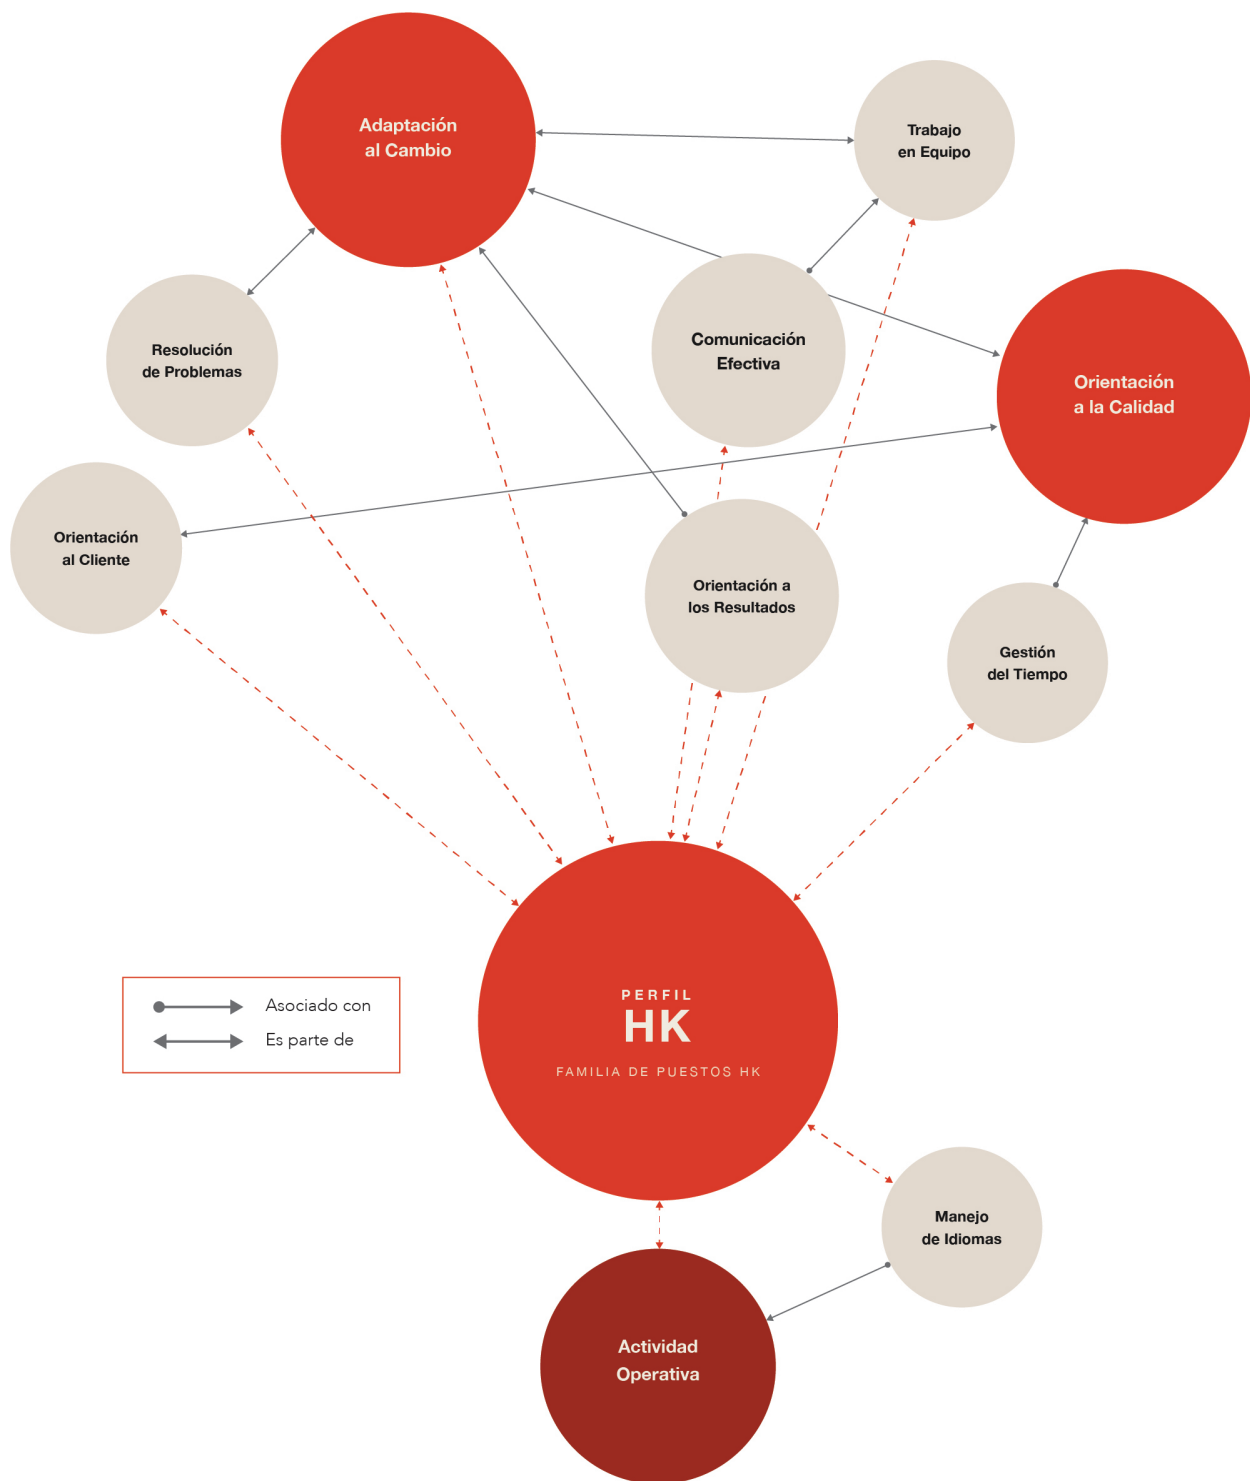 Adaptación
al Cambio
Trabajo
en Equipo
Comunicación
Efectiva
Resolución
de Problemas
Orientación
a la Calidad
Orientación
al Cliente
Orientación a
los Resultados
Gestión
del Tiempo
PERFIL
HK
FAMILIA DE PUESTOS HK
Asociado con
Es parte de
Manejo
de Idiomas
Actividad
Operativa